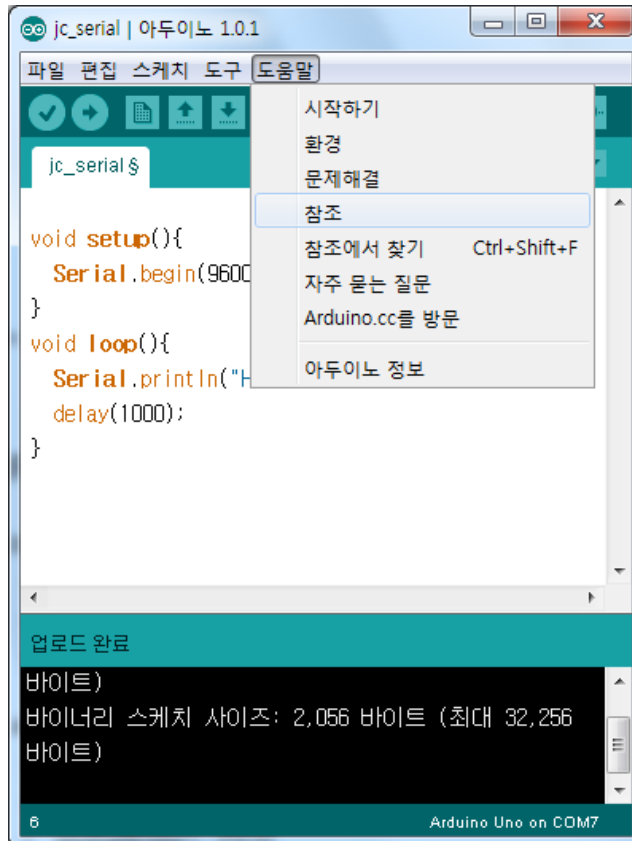 jc_serial | 아두이노 1.0.1
파일 편집 스케치 도구 도움말
시작하기
환경
문제해결
참조
참조에서 찾기 Ctrl+Shift+F
자주 묻는 질문
Arduino.cc를 방문
아두이노 정보
jc_serial §
void setup(){
Serial.begin(9600
}
void loop(){
Serial.println("H
delay(1000);
}
업로드 완료
바이트)
바이너리 스케치 사이즈: 2,056 바이트 (최대 32,256
바이트)
6 Arduino Uno on COM7